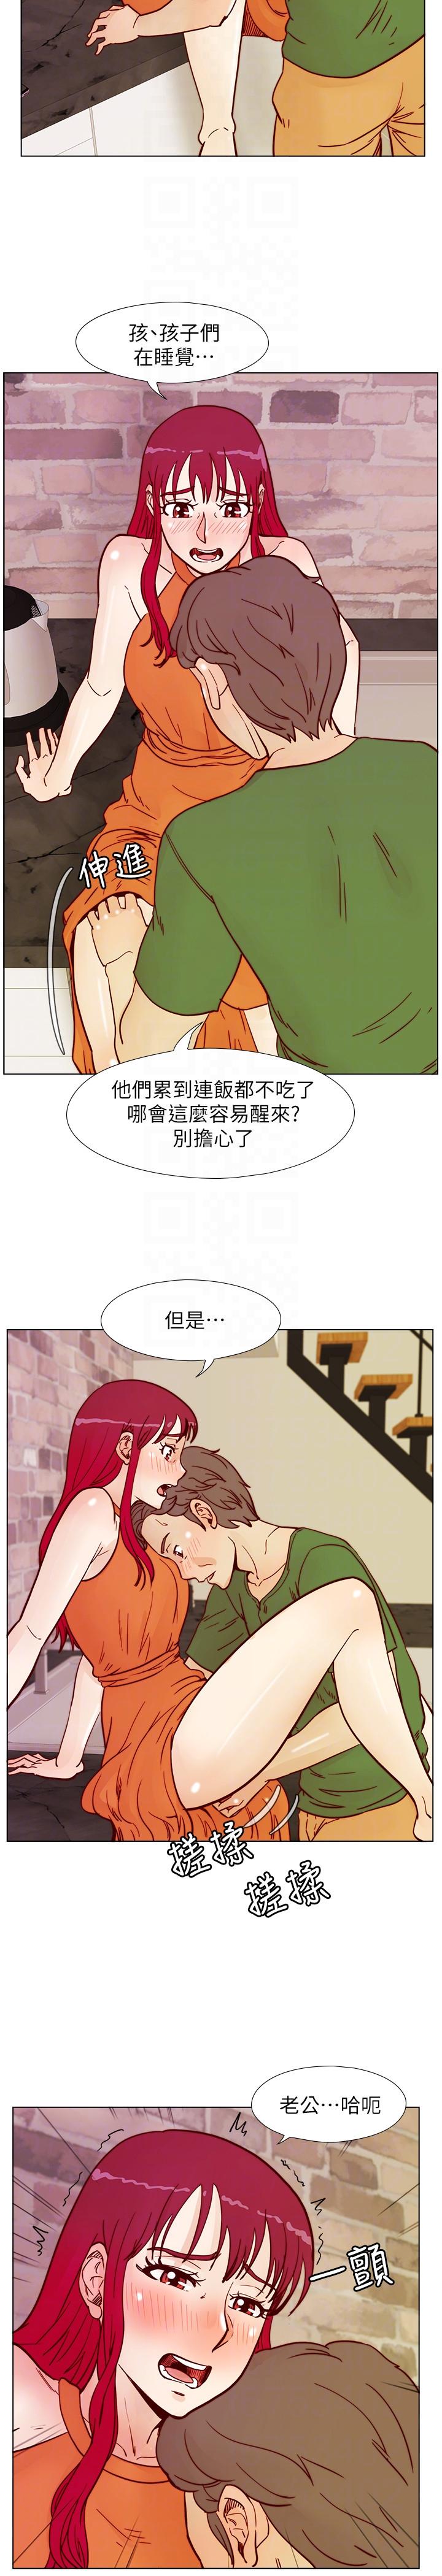 孩、孩子們
在睡覺⋯
伸進
他們累到連飯都不吃了
哪會這麼容易醒來?
別擔心了
但是⋯
搓揉
搓揉
老公⋯哈呃
一顫